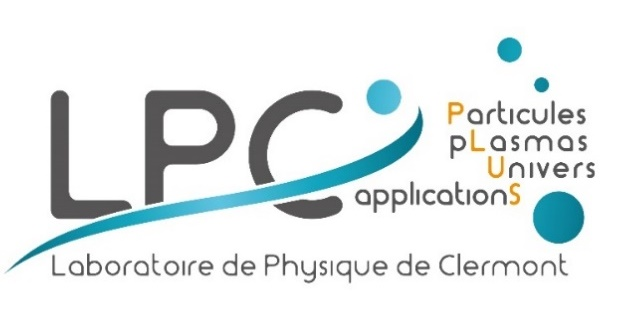 LPC
Particules
pLasmas
Univers
applicationS
Laboratoire de Physique de Clermont